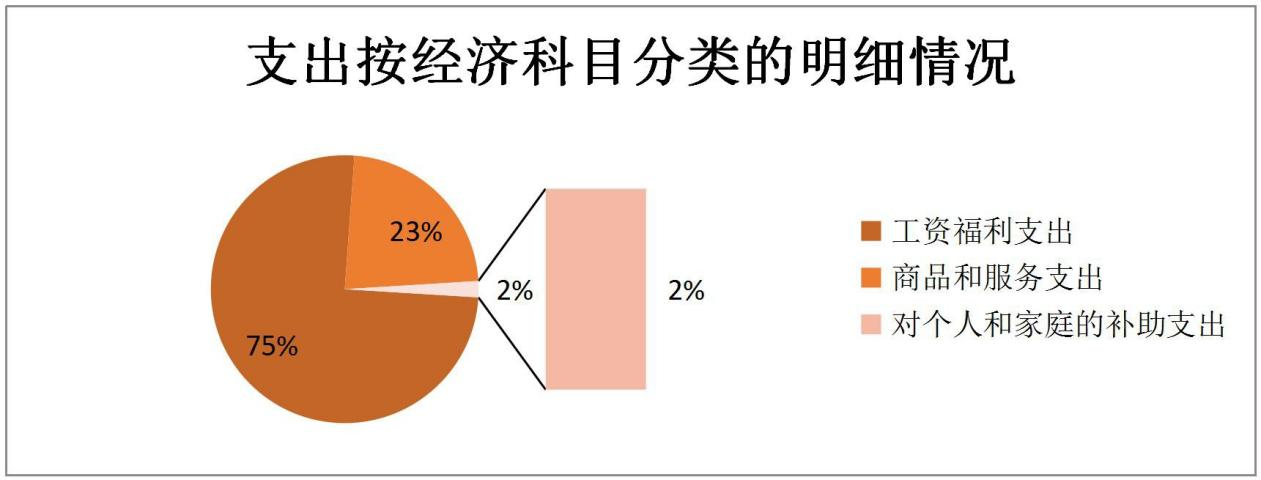 支出按经济科目分类的明细情况
23%
2%
2%
75%
工资福利支出
商品和服务支出
对个人和家庭的补助支出